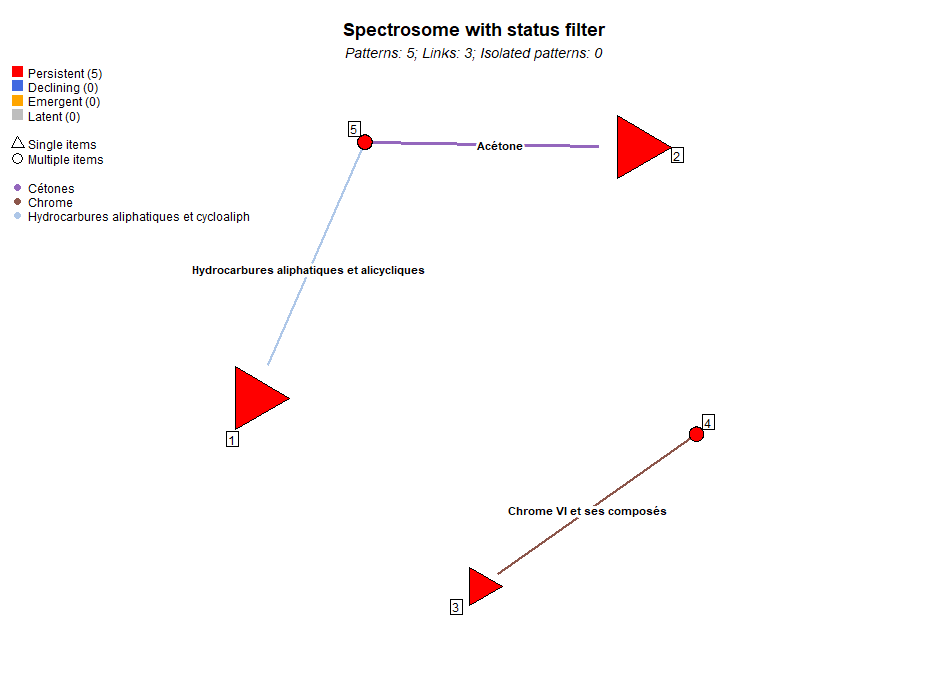 Spectrosome with status filter
Patterns: 5; Links: 3; Isolated patterns: 0
Persistent (5)
Declining (0)
Emergent (0)
Latent (0)
Single items
Multiple items
Cétones
Chrome
Hydrocarbures aliphatiques et cycloaliph
5
Acétone
2
Hydrocarbures aliphatiques et alicycliques
1
4
Chrome VI et ses composés
3